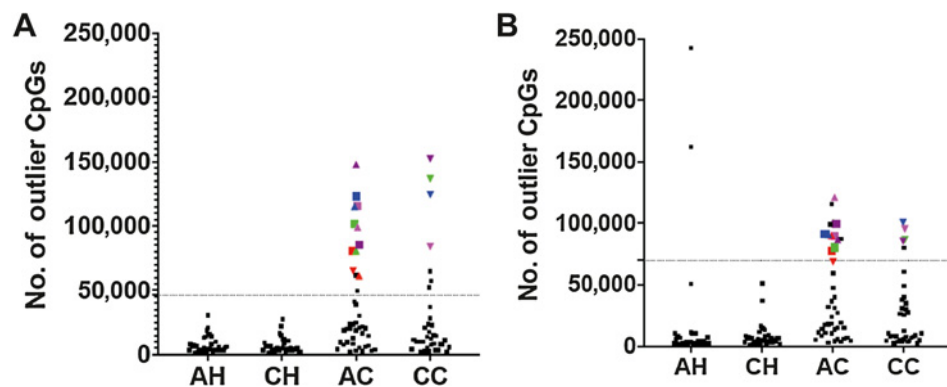 A
No. of outlier CpGs
250,000
200,000
150,000
100,000
50,000
0
AH CH AC CC
B
No. of outlier CpGs
250,000
200,000
150,000
100,000
50,000
0
AH CH AC CC